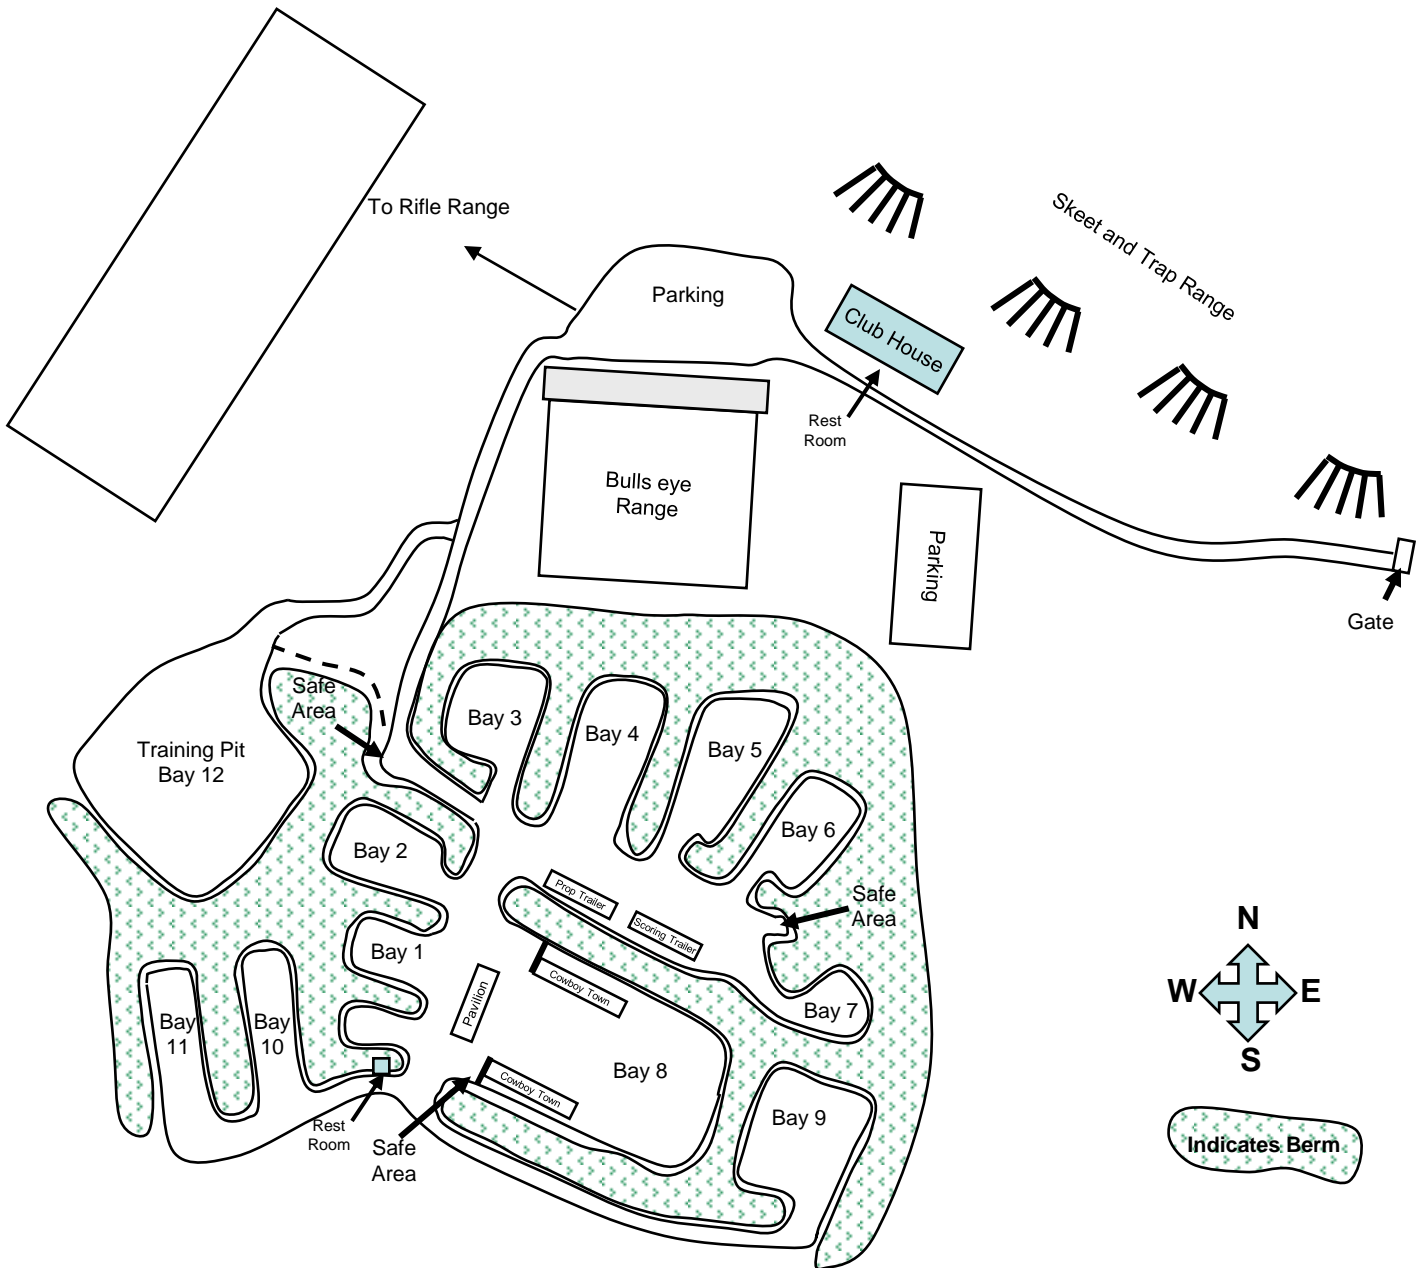 To Rifle Range
Skeet and Trap Range
Parking
Club House
Rest
Room
Bulls eye
Range
Parking
Gate
Safe
Area
Bay 3
Bay 4
Bay 5
Training Pit
Bay 12
Bay 6
Bay 2
Prop Trailer
Scoring Trailer
Safe
Area
Bay 1
Cowboy Town
Pavilion
Bay 7
Bay
11
Bay
10
Bay 8
Cowboy Town
Bay 9
Rest
Room
Safe
Area
N
W
E
S
Indicates Berm